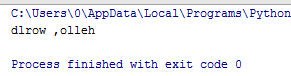 C:\Users\0\AppData\Local\Programs\Python
dlrow ,olleh
Process finished with exit code 0